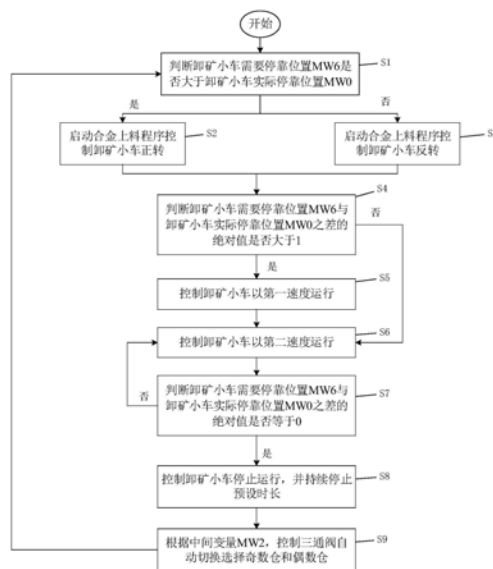 开始
判断卸矿小车需要停靠位置MW6是
否大于卸矿小车实际停靠位置MW0
S1
是
否
启动合金上料程序控
制卸矿小车正转
S2
启动合金上料程序控
制卸矿小车反转
S
判断卸矿小车需要停靠位置MW6与
卸矿小车实际停靠位置MW0之差的
绝对值是否大于1
S4
否
是
控制卸矿小车以第一速度运行
S5
控制卸矿小车以第二速度运行
S6
判断卸矿小车需要停靠位置MW6与
卸矿小车实际停靠位置MW0之差的
绝对值是否等于0
S7
否
是
控制卸矿小车停止运行，并持续停止
预设时长
S8
根据中间变量MW2，控制三通阀自
动切换选择奇数仓和偶数仓
S9